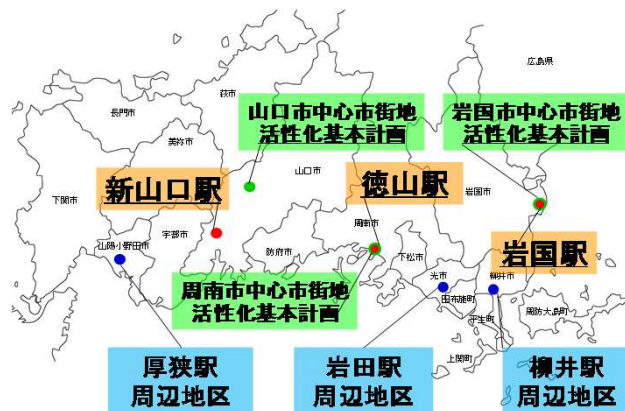 広島県
萩市
山口市中心市街地
活性化基本計画
岩国市中心市街地
活性化基本計画
長門市
美祢市
山口市
新山口駅
徳山駅
岩国市
下関市
周南市
宇部市
山陽小野田市
防府市
下松市
岩国駅
光市
柳井市
周南市中心市街地
活性化基本計画
田布施町
平生町
周防大島町
上関町
厚狭駅
周辺地区
岩田駅
周辺地区
柳井駅
周辺地区